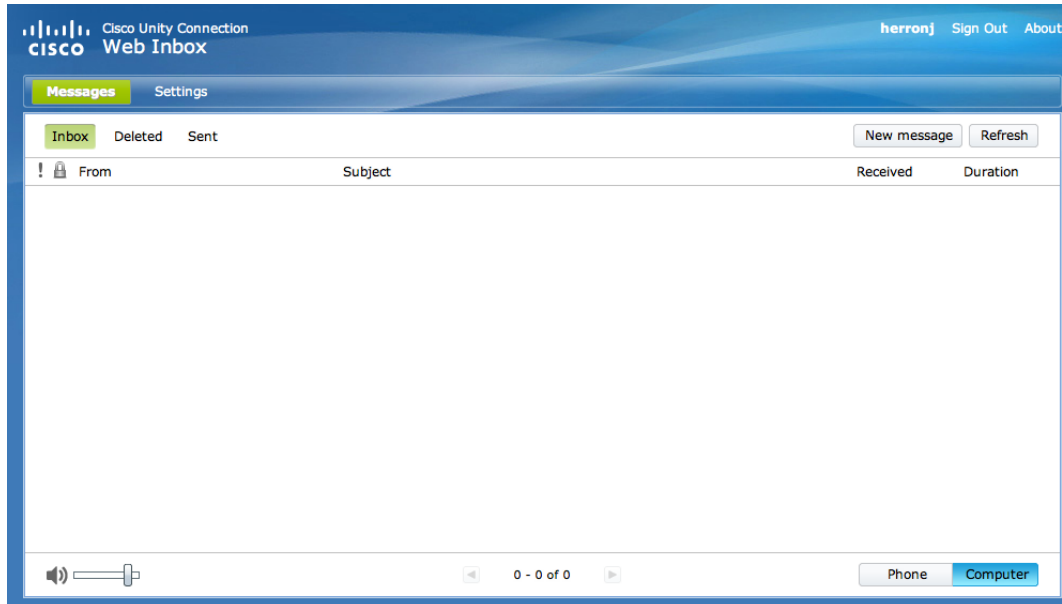 Cisco Unity Connection
cisco Web Inbox
herronj Sign Out About
Messages Settings
Inbox Deleted Sent New message Refresh
! From Subject Received Duration
0 - 0 of 0
Phone Computer